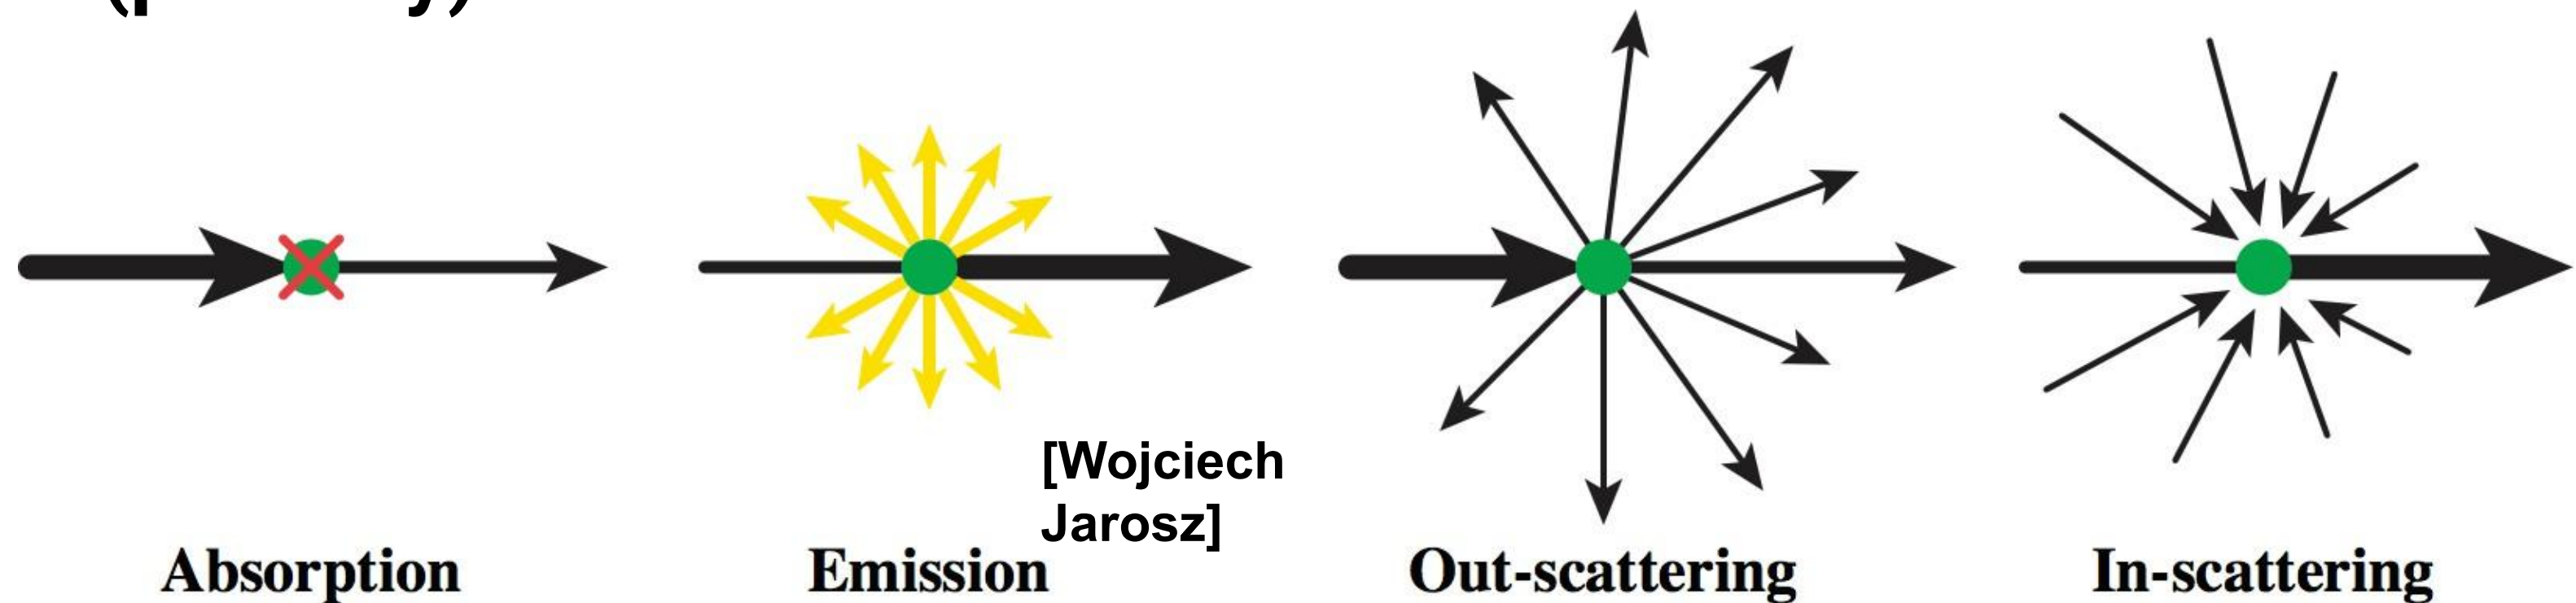 [Wojciech
Jarosz]
Absorption Emission Out-scattering In-scattering